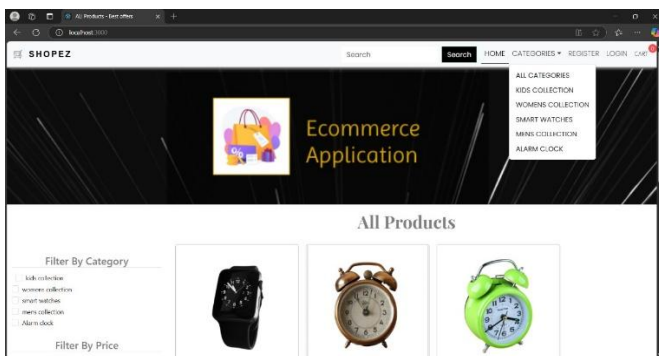 All Products - Best offers
localhost:3000
SHOPEZ
Search
Search
HOME
CATEGORIES
REGISTER
LOGIN
CART
0
ALL CATEGORIES
KIDS COLLECTION
WOMENS COLLECTION
SMART WATCHES
MENS COLLECTION
ALARM CLOCK
%
Ecommerce
Application
All Products
Filter By Category
kids collection
womens collection
smart watches
mens collection
Alarm clock
Filter By Price